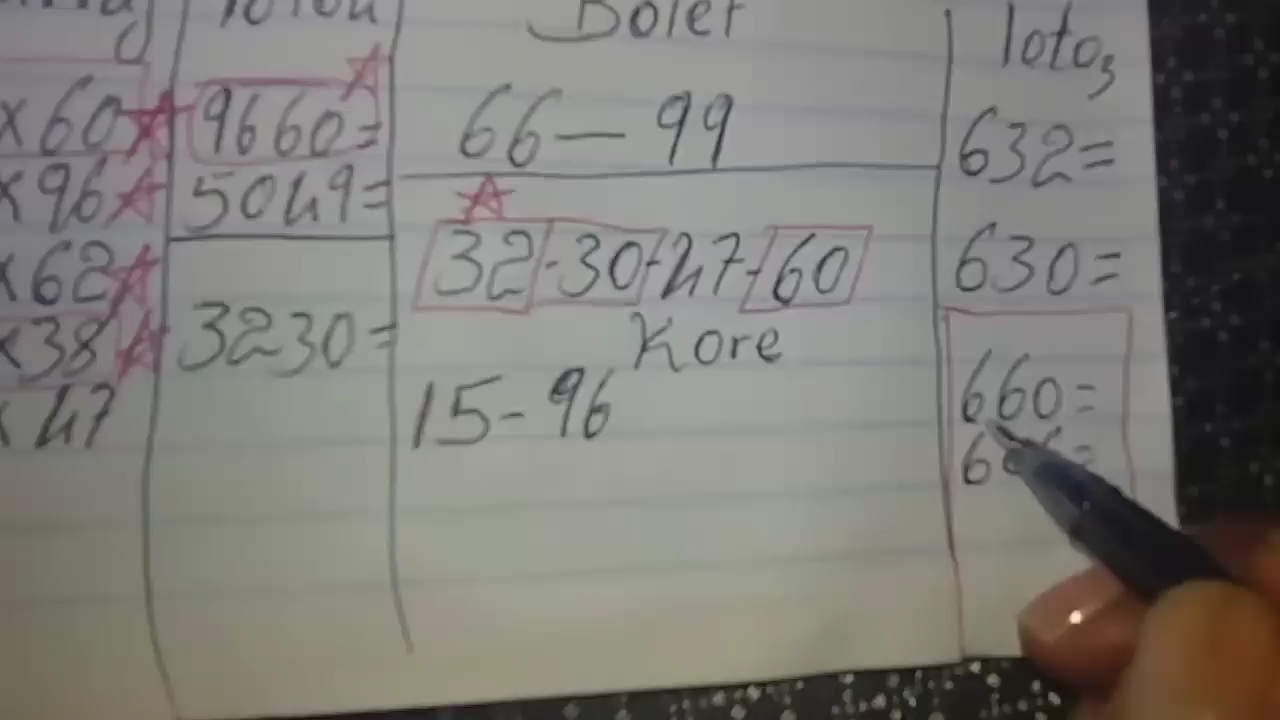 Bolet
loto3
x60
9660=
66-99
632=
x96
5049=
32-30-27-60
630=
x62
x38
3230=
Kore
660=
x47
15-96